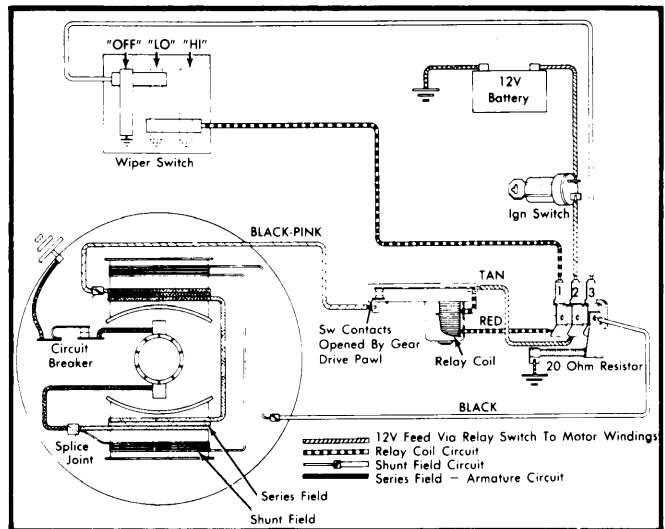 "OFF" "LO" "HI"
12V
Battery
Wiper Switch
Ign Switch
BLACK-PINK
TAN
1 2 3
RED
Sw Contacts
Opened By Gear
Drive Pawl
Relay Coil
20 Ohm Resistor
Circuit
Breaker
BLACK
12V Feed Via Relay Switch To Motor Windings
Relay Coil Circuit
Shunt Field Circuit
Series Field – Armature Circuit
Splice
Joint
Series Field
Shunt Field